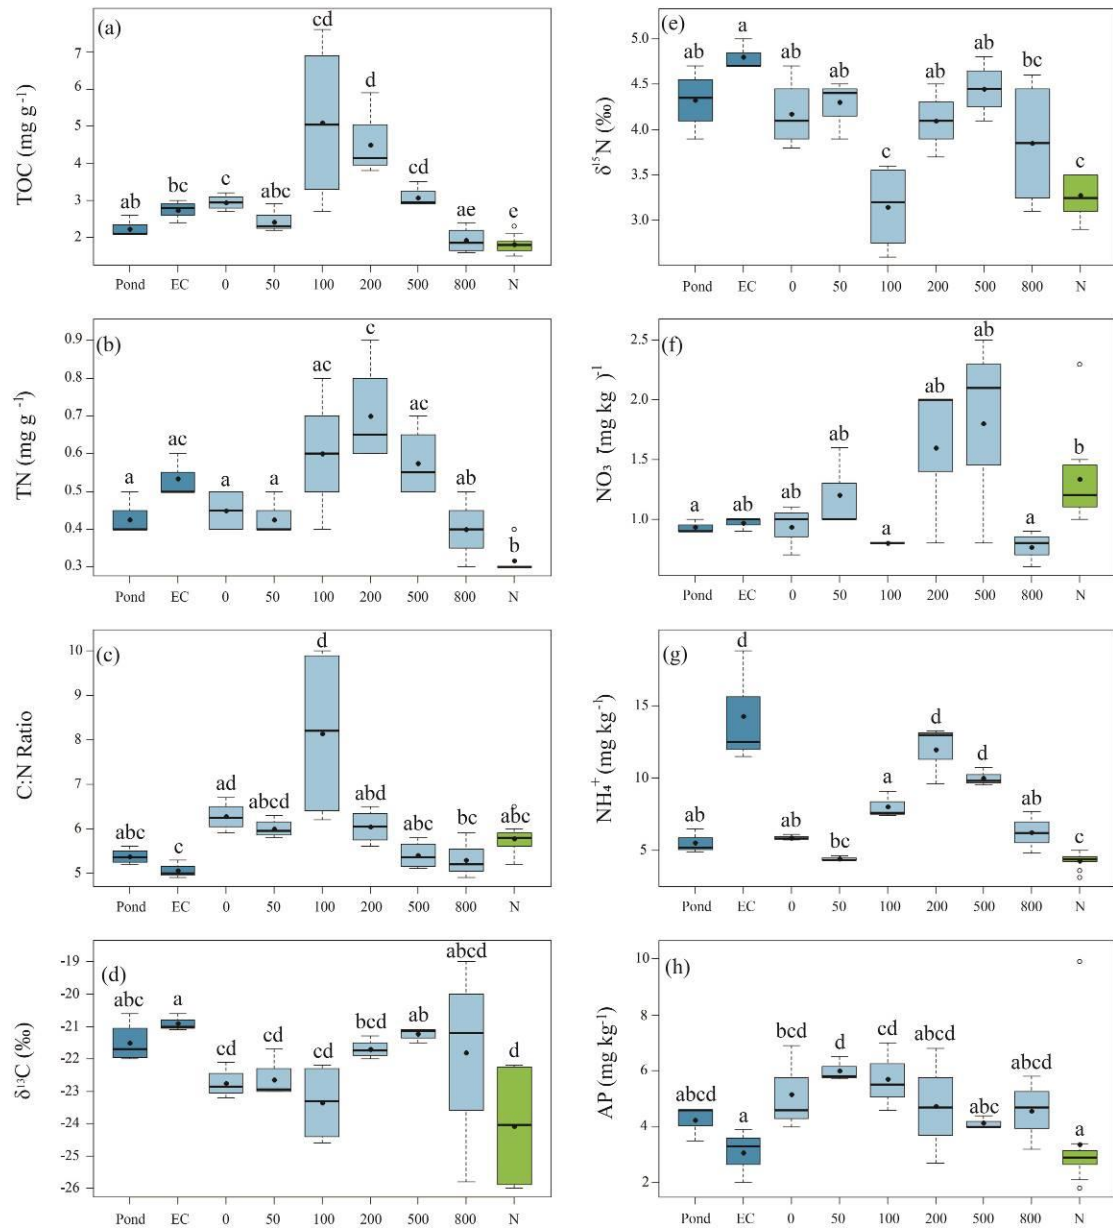 (a)
TOC (mg g⁻¹)
7
6
5
4
3
2
ab bc c abc cd d cd ae e
Pond EC 0 50 100 200 500 800 N
(b)
TN (mg g⁻¹)
0.9
0.8
0.7
0.6
0.5
0.4
0.3
a ac a a ac c ac ab b
Pond EC 0 50 100 200 500 800 N
(c)
C:N Ratio
10
9
8
7
6
5
abc c ad abcd d abd abc bc abc
Pond EC 0 50 100 200 500 800 N
(d)
δ¹³C (‰)
-19
-20
-21
-22
-23
-24
-25
-26
abc a cd cd cd bcd ab abcd d
Pond EC 0 50 100 200 500 800 N
(e)
δ¹⁵N (‰)
5.0
4.5
4.0
3.5
3.0
ab a ab ab c ab ab bc c
Pond EC 0 50 100 200 500 800 N
(f)
NO₃⁻ (mg kg )⁻¹
2.5
2.0
1.5
1.0
a ab ab ab a ab ab a b
Pond EC 0 50 100 200 500 800 N
(g)
NH₄⁺ (mg kg⁻¹)
15
10
5
ab d ab bc a d d ab c
Pond EC 0 50 100 200 500 800 N
(h)
AP (mg kg⁻¹)
10
8
6
4
2
abcd a bcd d cd abcd abc abcd a
Pond EC 0 50 100 200 500 800 N